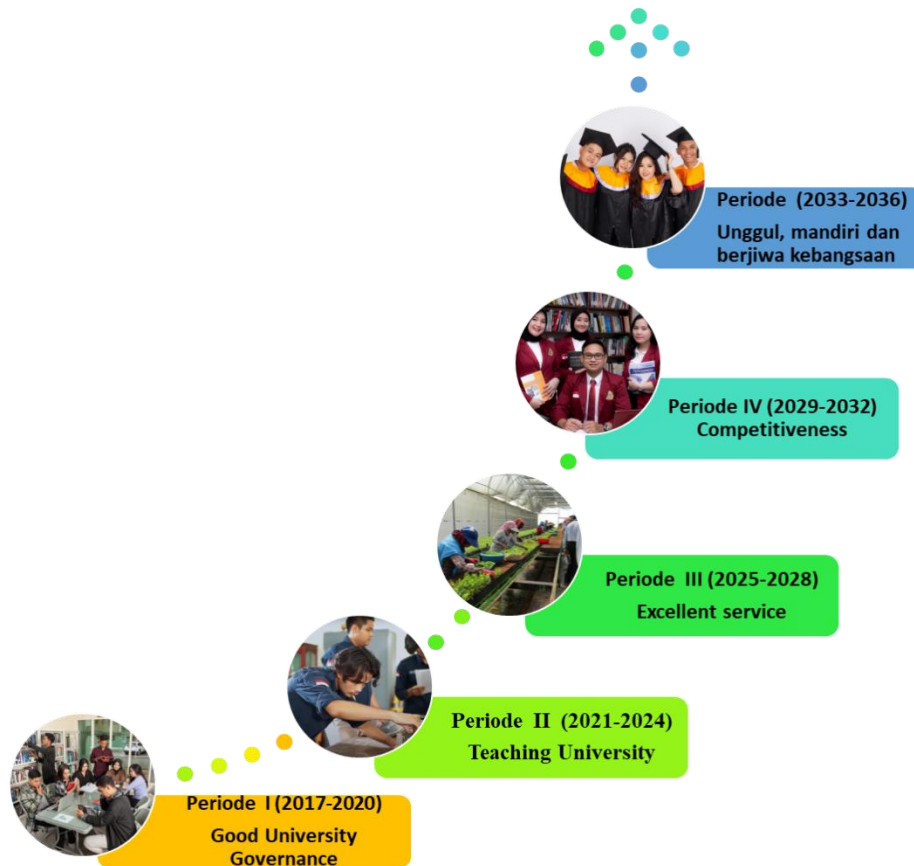 Periode (2033-2036)
Unggul, mandiri dan
berjiwa kebangsaan
Periode IV (2029-2032)
Competitiveness
Periode III (2025-2028)
Excellent service
Periode II (2021-2024)
Teaching University
Periode I (2017-2020)
Good University
Governance